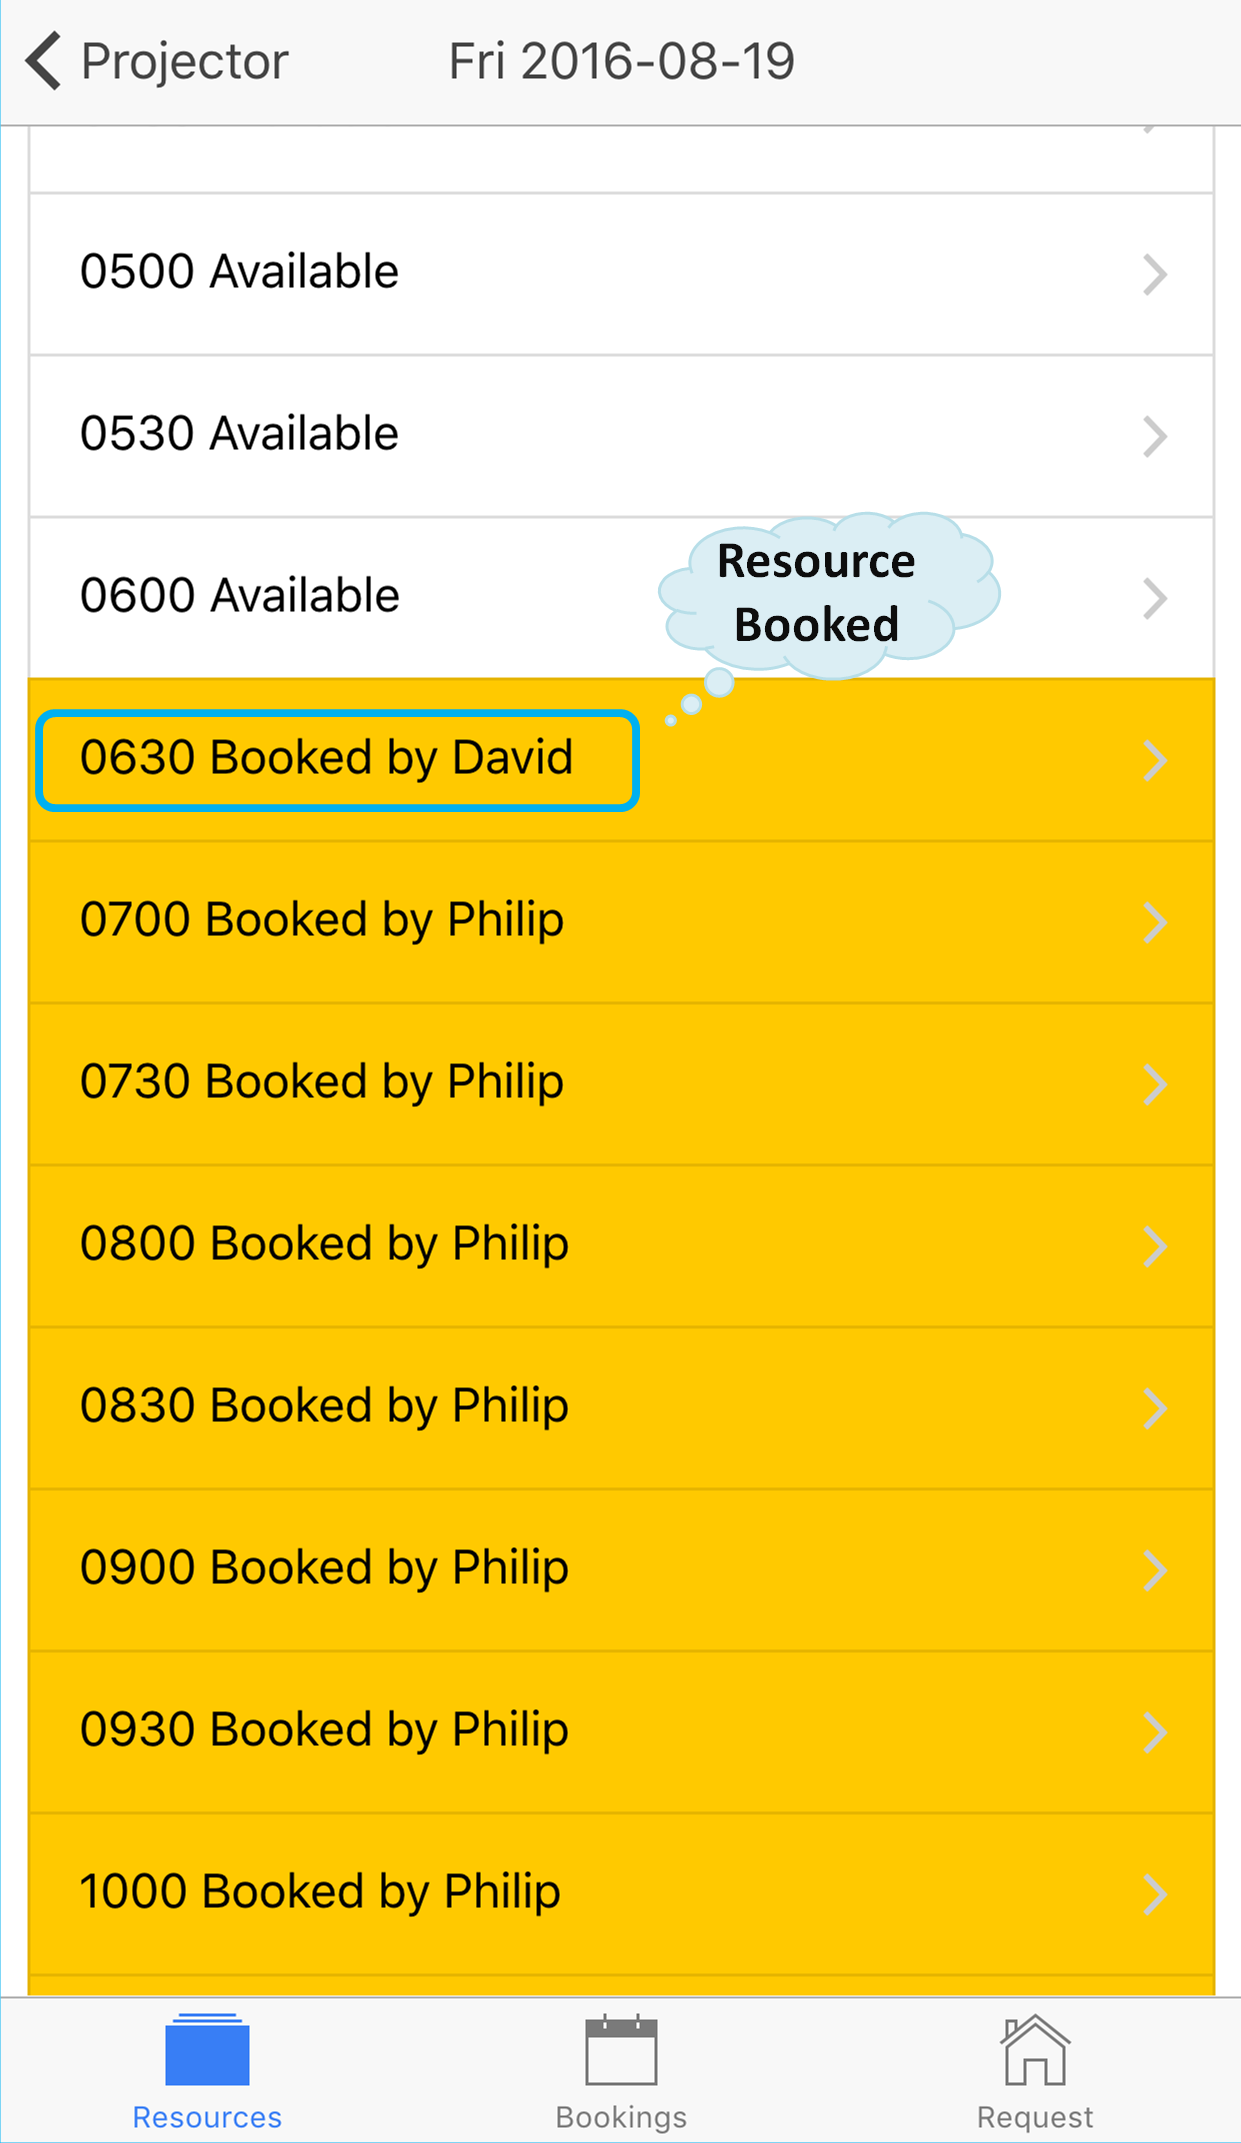 Projector
Fri 2016-08-19
0500 Available
0530 Available
Resource
Booked
0600 Available
0630 Booked by David
0700 Booked by Philip
0730 Booked by Philip
0800 Booked by Philip
0830 Booked by Philip
0900 Booked by Philip
0930 Booked by Philip
1000 Booked by Philip
Resources
Bookings
Request